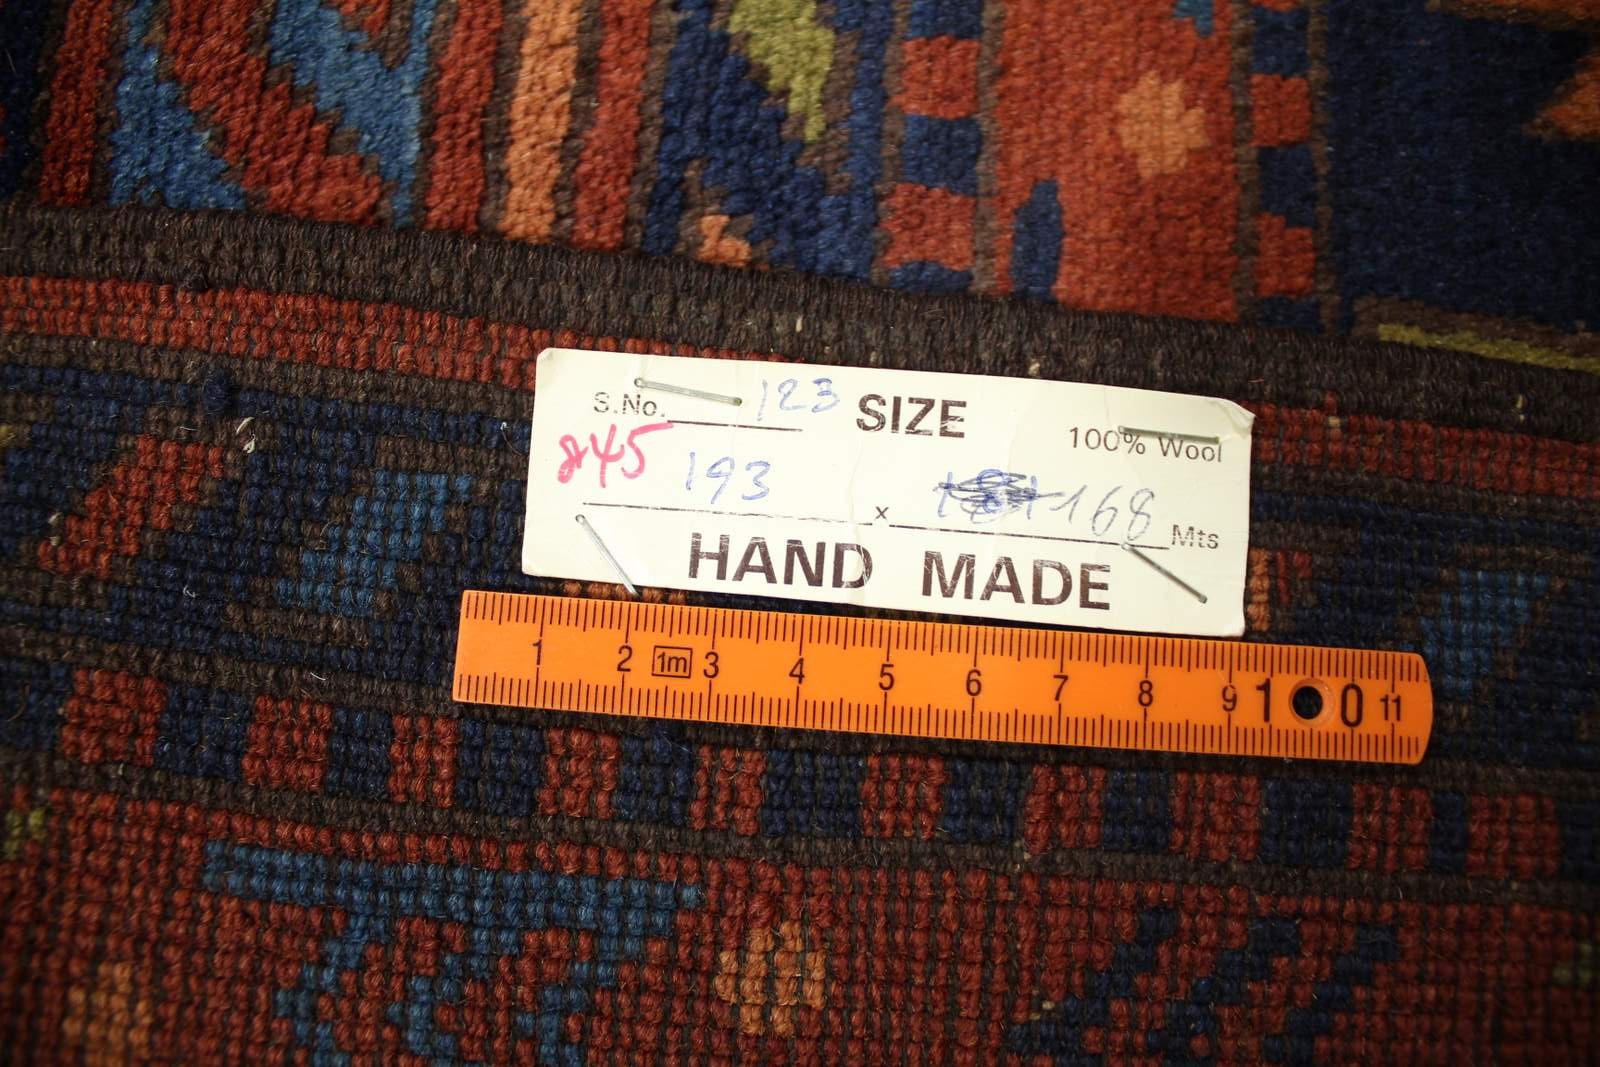 S.No. 123 SIZE 100% Wool
193 x 168 Mts
HAND MADE
1 2 1m 3 4 5 6 7 8 9 10 11